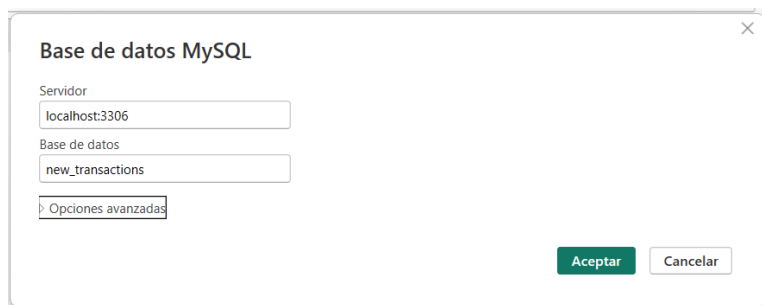 Base de datos MySQL
Servidor
localhost:3306
Base de datos
new_transactions
Opciones avanzadas
Aceptar Cancelar